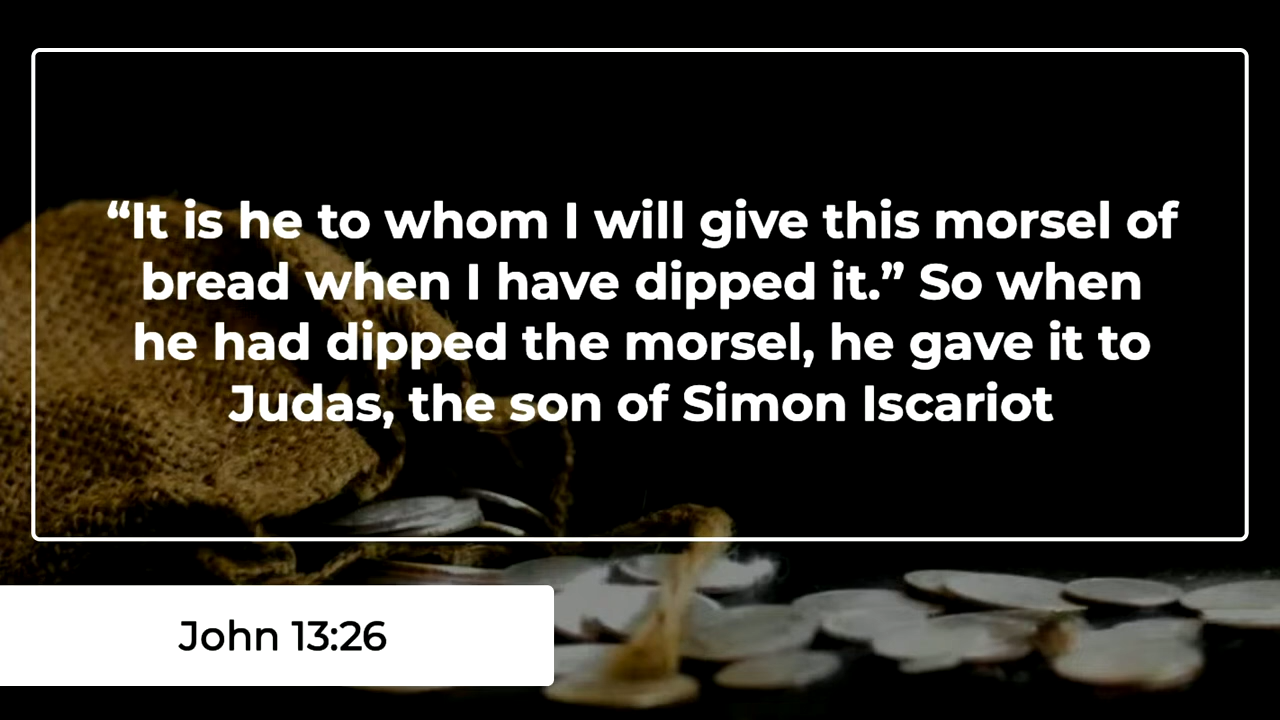 “It is he to whom I will give this morsel of
bread when I have dipped it.” So when
he had dipped the morsel, he gave it to
Judas, the son of Simon Iscariot
John 13:26